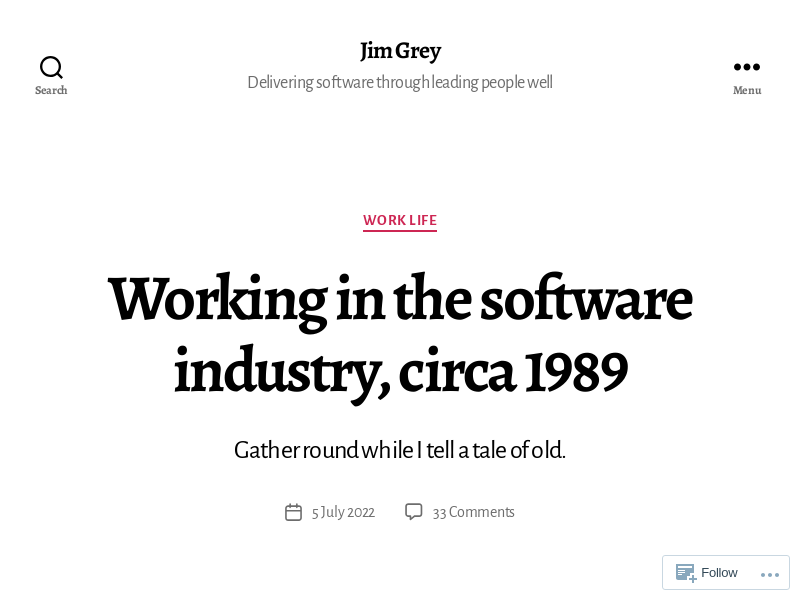 Jim Grey
Delivering software through leading people well
Search
Menu
WORK LIFE
Working in the software
industry, circa 1989
Gather round while I tell a tale of old.
5 July 2022
33 Comments
Follow